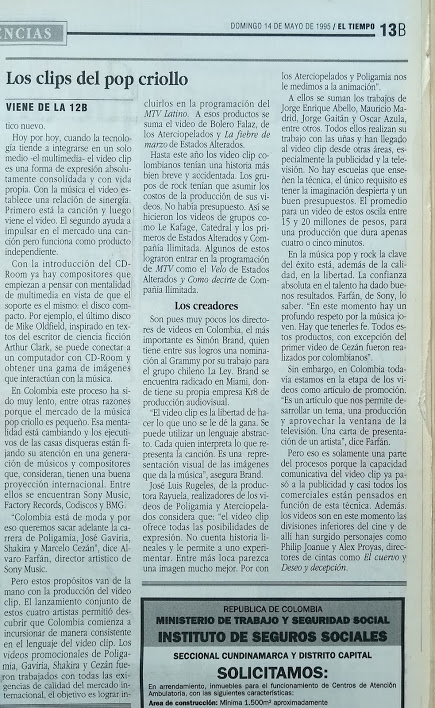 ENCIAS
DOMINGO 14 DE MAYO DE 1995 / EL TIEMPO 13B
Los clips del pop criollo
VIENE DE LA 12B
tico nuevo.
Hoy por hoy, cuando la tecnología
tiende a integrarse en un solo
medio -el multimedia- el video clip
es una forma de expresión absolutamente
consolidada y con vida
propia. Con la música el video establece
una relación de sinergia.
Primero está la canción y luego
viene el video. El segundo ayuda a
impulsar en el mercado una canción
pero funciona como producto
independiente.
Con la introducción del CD-
Room ya hay compositores que
empiezan a pensar con mentalidad
de multimedia en vista de que el
soporte es el mismo: el disco compacto.
Por ejemplo, el último disco
de Mike Oldfield, inspirado en textos
del escritor de ciencia ficción
Arthur Clark, se puede conectar a
un computador con CD-Room y
obtener una gama de imágenes
que interactúan con la música.
En Colombia este proceso ha sido
muy lento, entre otras razones
porque el mercado de la música
pop criollo es pequeño. Esa mentalidad
está cambiando y los ejecutivos
de las casas disqueras están fijando
su atención en una generación
de músicos y compositores
que, consideran, tienen una buena
proyección internacional. Entre
ellos se encuentran Sony Music,
Factory Records, Codiscos y BMG.
"Colombia está de moda y por
eso queremos sacar adelante la carrera
de Poligamia, José Gaviria,
Shakira y Marcelo Cezán", dice Alvaro
Farfán, director artístico de
Sony Music.
Pero estos propósitos van de la
mano con la producción del video
clip. El lanzamiento conjunto de
estos cuatro artistas permitió descubrir
que Colombia comienza a
incursionar de manera consistente
en el lenguaje del video clip. Los
videos promocionales de Poligamia,
Gaviria, Shakira y Cezán fueron
trabajados con todas las exigencias
de calidad del mercado internacional,
el objetivo es lograr in-
cluirlos en la programación del
MTV Latino. A esos productos se
suma el video de Bolero Falaz, de
los Aterciopelados y La fiebre de
marzo de Estados Alterados.
Hasta este año los video clip colombianos
tenían una historia más
bien breve y accidentada. Los grupos
de rock tenían que asumir los
costos de la producción de sus videos.
No había presupuesto. Así se
hicieron los videos de grupos como
Le Kafage, Catedral y los primeros
de Estados Alterados y Compañía
Ilimitada. Algunos de estos
lograron entrar en la programación
de MTV como el Velo de Estados
Alterados y Como decirte de Compañía
Ilimitada.
Los creadores
Son pues muy pocos los directores
de videos en Colombia, el más
importante es Simón Brand, quien
tiene entre sus logros una nominación
al Grammy por su trabajo para
el grupo chileno La Ley. Brand se
encuentra radicado en Miami, donde
tiene su propia empresa Kr8 de
producción audiovisual.
"El video clip es la libertad de hacer
lo que uno se le dé la gana. Se
puede utilizar un lenguaje abstracto.
Cada quien interpreta lo que representa
la canción. Es una representación
visual de las imágenes
que da la música", asegura Brand.
José Luis Rugeles, de la productora
Rayuela, realizadores de los videos
de Poligamia y Aterciopelados
considera que: "el video clip
ofrece todas las posibilidades de
expresión. No cuenta historias lineales
y le permite a uno experimentar.
Entre más loca parezca
una imagen mucho mejor. Por con
los Aterciopelados y Poligamia nos
le medimos a la animación".
A ellos se suman los trabajos de
Jorge Enrique Abello, Mauricio Madrid,
Jorge Gaitán y Oscar Azula,
entre otros. Todos ellos realizan su
trabajo con las uñas y han llegado
al video clip desde otras áreas, especialmente
la publicidad y la televisión.
No hay escuelas que enseñen
la técnica, el único requisito es
tener la imaginación despierta y un
buen presupuestos. El promedio
para un video de estos oscila entre
15 y 20 millones de pesos, para
una producción que dura apenas
cuatro o cinco minutos.
En la música pop y rock la clave
del éxito está, además de la calidad,
en la libertad. La confianza
absoluta en el talento ha dado buenos
resultados. Farfán, de Sony, lo
saber. "En este momento hay un
profundo respeto por la música joven.
Hay que tenerles fe. Todos estos
productos, con excepción del
primer video de Cezán fueron realizados
por colombianos".
Sin embargo, en Colombia todavía
estamos en la etapa de los videos
como artículo de promoción.
"Es un artículo que nos permite desarrollar
un tema, una producción
y aprovechar la ventana de la
televisión. Una carta de presentación
de un artista", dice Farfán.
Pero eso es solamente una parte
del procesos porque la capacidad
comunicativa del video clip ya pasó
a la publicidad y casi todos los
comerciales están pensados en
función de esta técnica. Además.
los videos son en este momento las
divisiones inferiores del cine y de
allí han surgido personajes como
Philip Joanue y Alex Proyas, directores
de cintas como El cuervo y
Deseo y decepción.
REPUBLICA DE COLOMBIA
MINISTERIO DE TRABAJO Y SEGURIDAD SOCIAL
INSTITUTO DE SEGUROS SOCIALES
SECCIONAL CUNDINAMARCA Y DISTRITO CAPITAL
SOLICITAMOS:
En arrendamiento, inmuebles para el funcionamiento de Centros de Atención
Ambulatoria, con las siguientes características:
Area de construcción: Mínima 1.500m² aproximadamente